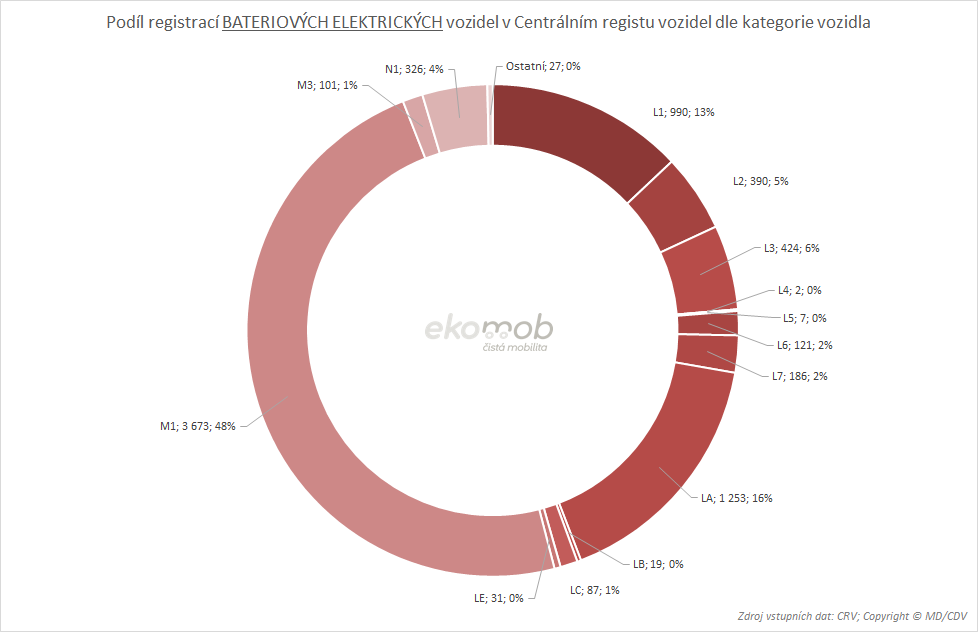 Podíl registrací BATERIOVÝCH ELEKTRICKÝCH vozidel v Centrálním registu vozidel dle kategorie vozidla
Ostatní; 27; 0%
N1; 326; 4%
M3; 101; 1%
L1; 990; 13%
L2; 390; 5%
L3; 424; 6%
L4; 2; 0%
L5; 7; 0%
L6; 121; 2%
L7; 186; 2%
ekomob
čistá mobilita
M1; 3 673; 48%
LA; 1 253; 16%
LB; 19; 0%
LC; 87; 1%
LE; 31; 0%
Zdroj vstupních dat: CRV; Copyright © MD/CDV